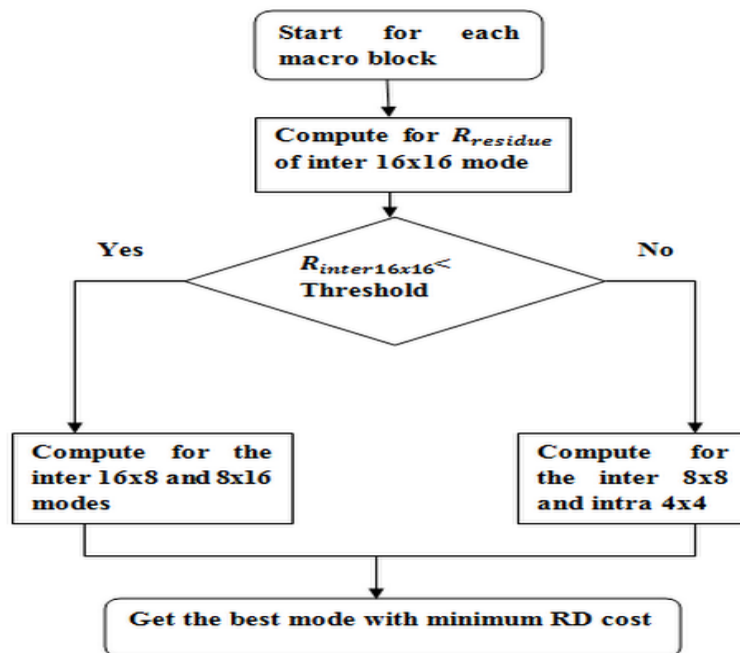 Start for each
macro block
Compute for R_residue
of inter 16x16 mode
Yes
No
R_inter16x16<
Threshold
Compute for the
inter 16x8 and 8x16
modes
Compute for
the inter 8x8
and intra 4x4
Get the best mode with minimum RD cost